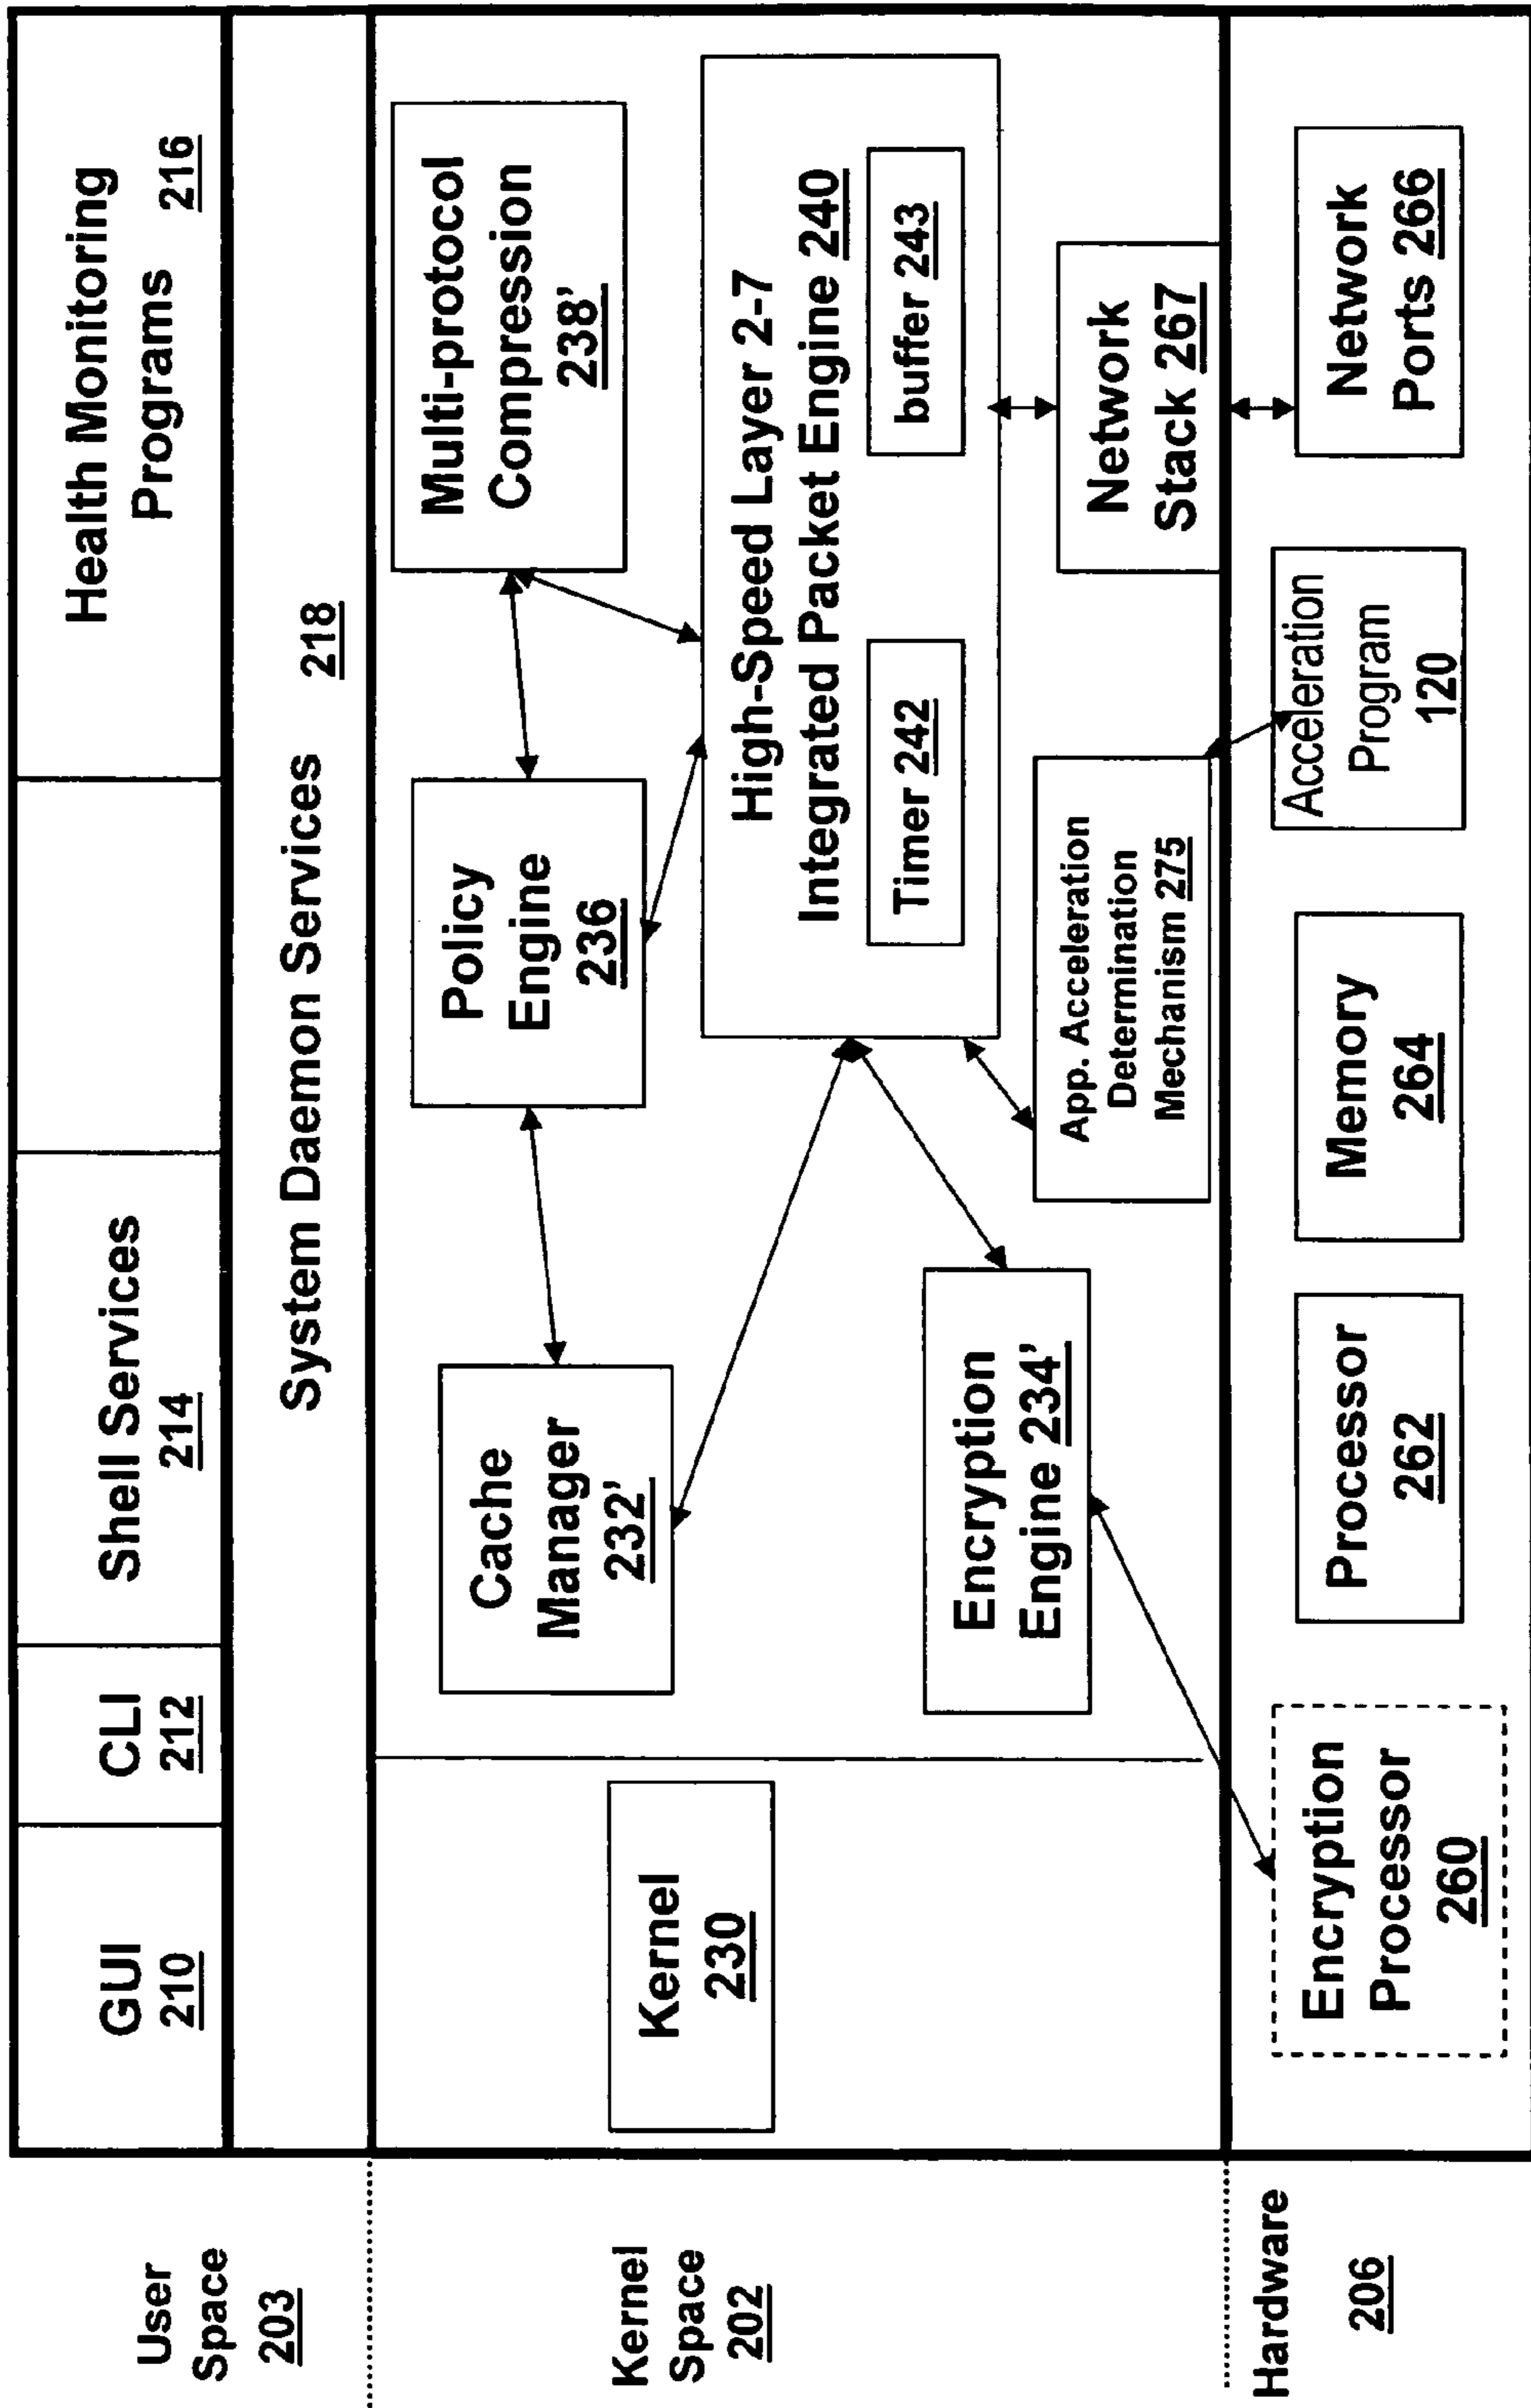 User
Space
203
GUI
210
CLI
212
Shell Services
214
Health Monitoring
Programs 216
System Daemon Services 218
Kernel
Space
202
Kernel
230
Cache
Manager
232'
Policy
Engine
236
Multi-protocol
Compression
238'
High-Speed Layer 2-7
Integrated Packet Engine 240
Timer 242
buffer 243
Encryption
Engine 234'
App. Acceleration
Determination
Mechanism 275
Network
Stack 267
Hardware
206
Encryption
Processor
260
Processor
262
Memory
264
Acceleration
Program
120
Network
Ports 266